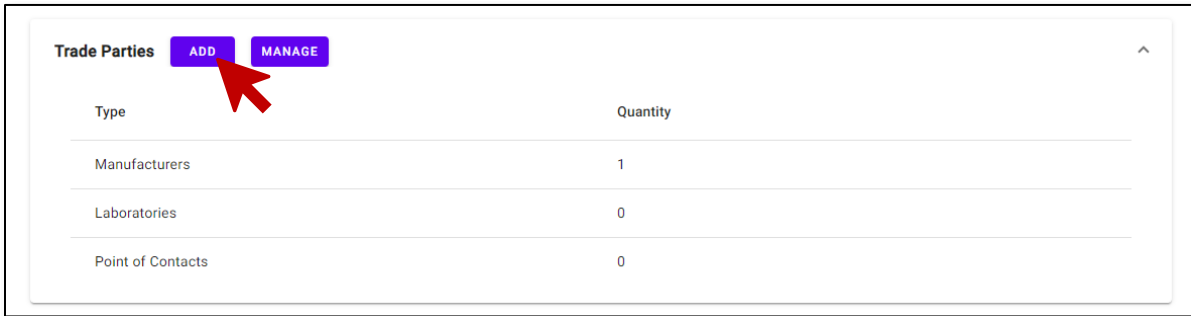 Trade Parties ADD MANAGE
Type Quantity
Manufacturers 1
Laboratories 0
Point of Contacts 0